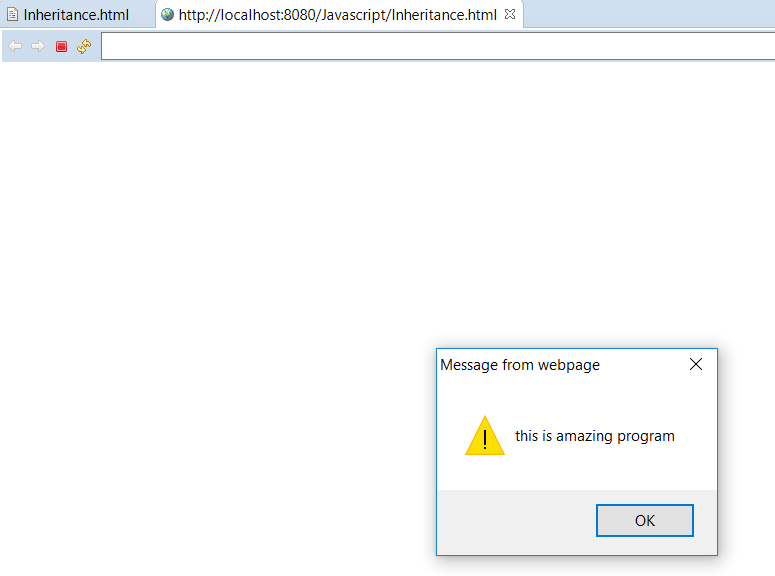 Inheritance.html
http://localhost:8080/Javascript/Inheritance.html
Message from webpage
this is amazing program
OK